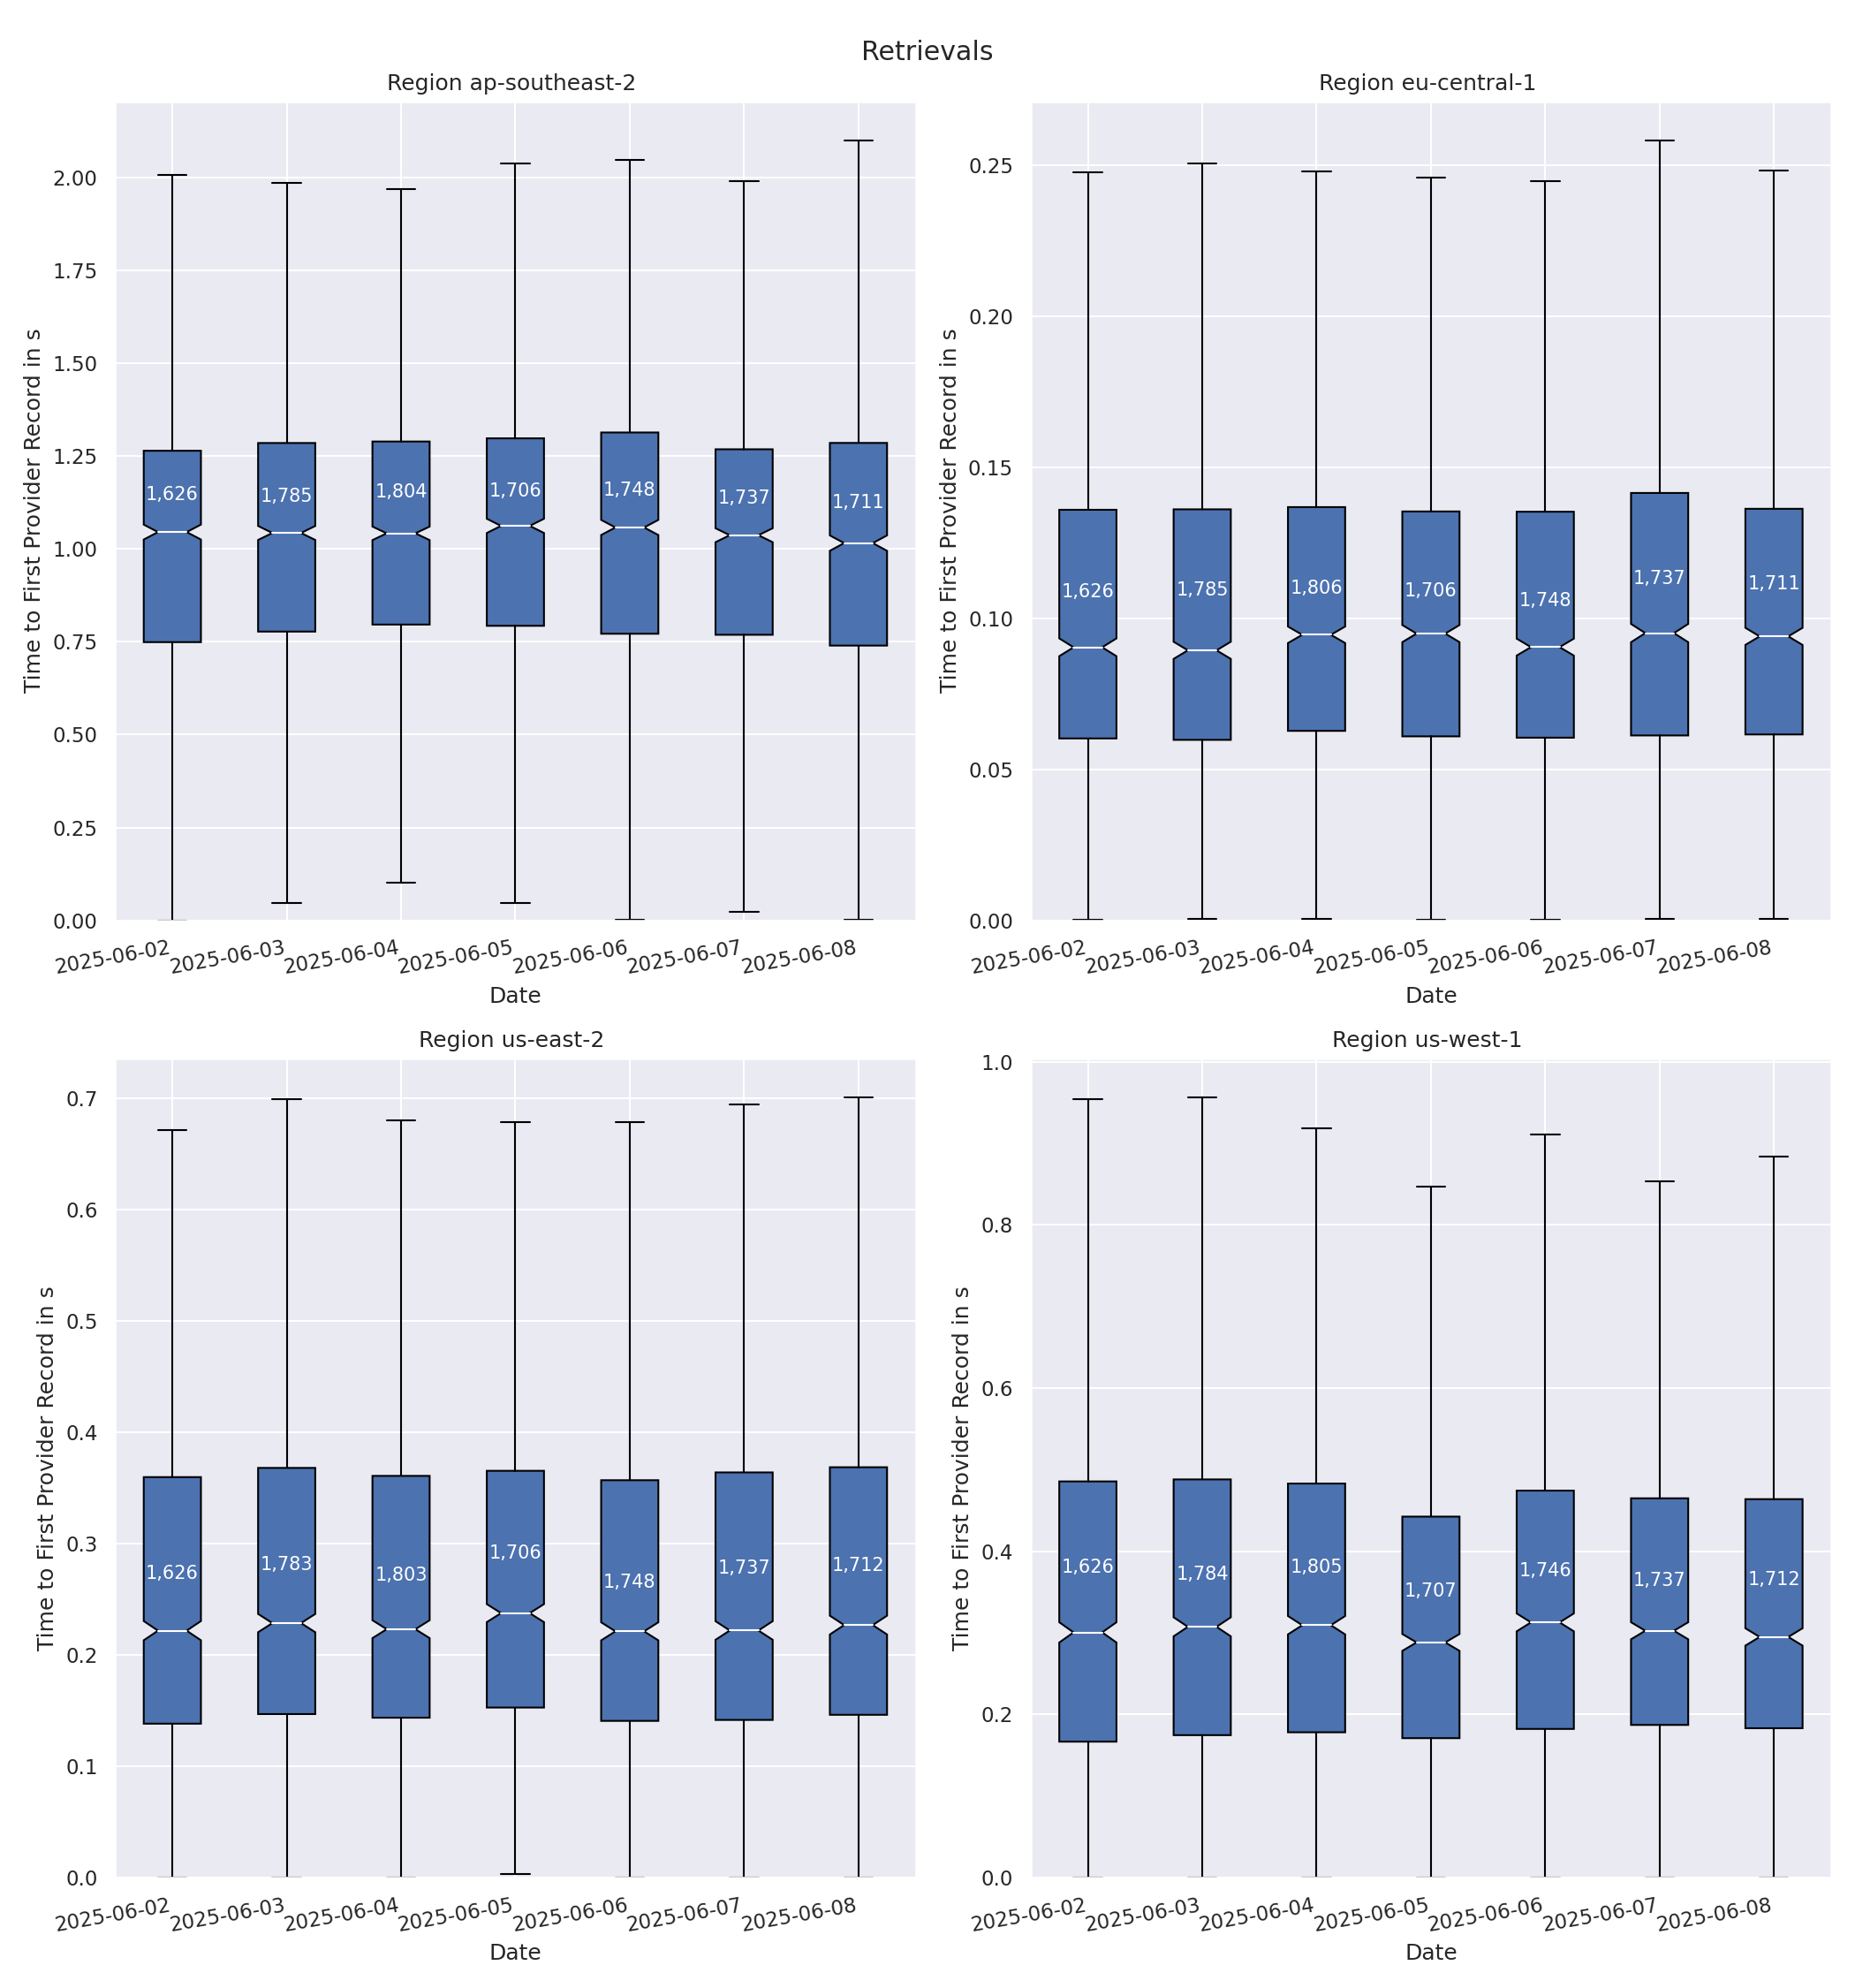 Retrievals
Region ap-southeast-2
Time to First Provider Record in s
2.00
1.75
1.50
1.25
1.00
0.75
0.50
0.25
0.00
1,626 1,785 1,804 1,706 1,748 1,737 1,711
2025-06-02 2025-06-03 2025-06-04 2025-06-05 2025-06-06 2025-06-07 2025-06-08
Date
Region eu-central-1
Time to First Provider Record in s
0.25
0.20
0.15
0.10
0.05
0.00
1,626 1,785 1,806 1,706 1,748 1,737 1,711
2025-06-02 2025-06-03 2025-06-04 2025-06-05 2025-06-06 2025-06-07 2025-06-08
Date
Region us-east-2
Time to First Provider Record in s
0.7
0.6
0.5
0.4
0.3
0.2
0.1
0.0
1,626 1,783 1,803 1,706 1,748 1,737 1,712
2025-06-02 2025-06-03 2025-06-04 2025-06-05 2025-06-06 2025-06-07 2025-06-08
Date
Region us-west-1
Time to First Provider Record in s
1.0
0.8
0.6
0.4
0.2
0.0
1,626 1,784 1,805 1,707 1,746 1,737 1,712
2025-06-02 2025-06-03 2025-06-04 2025-06-05 2025-06-06 2025-06-07 2025-06-08
Date